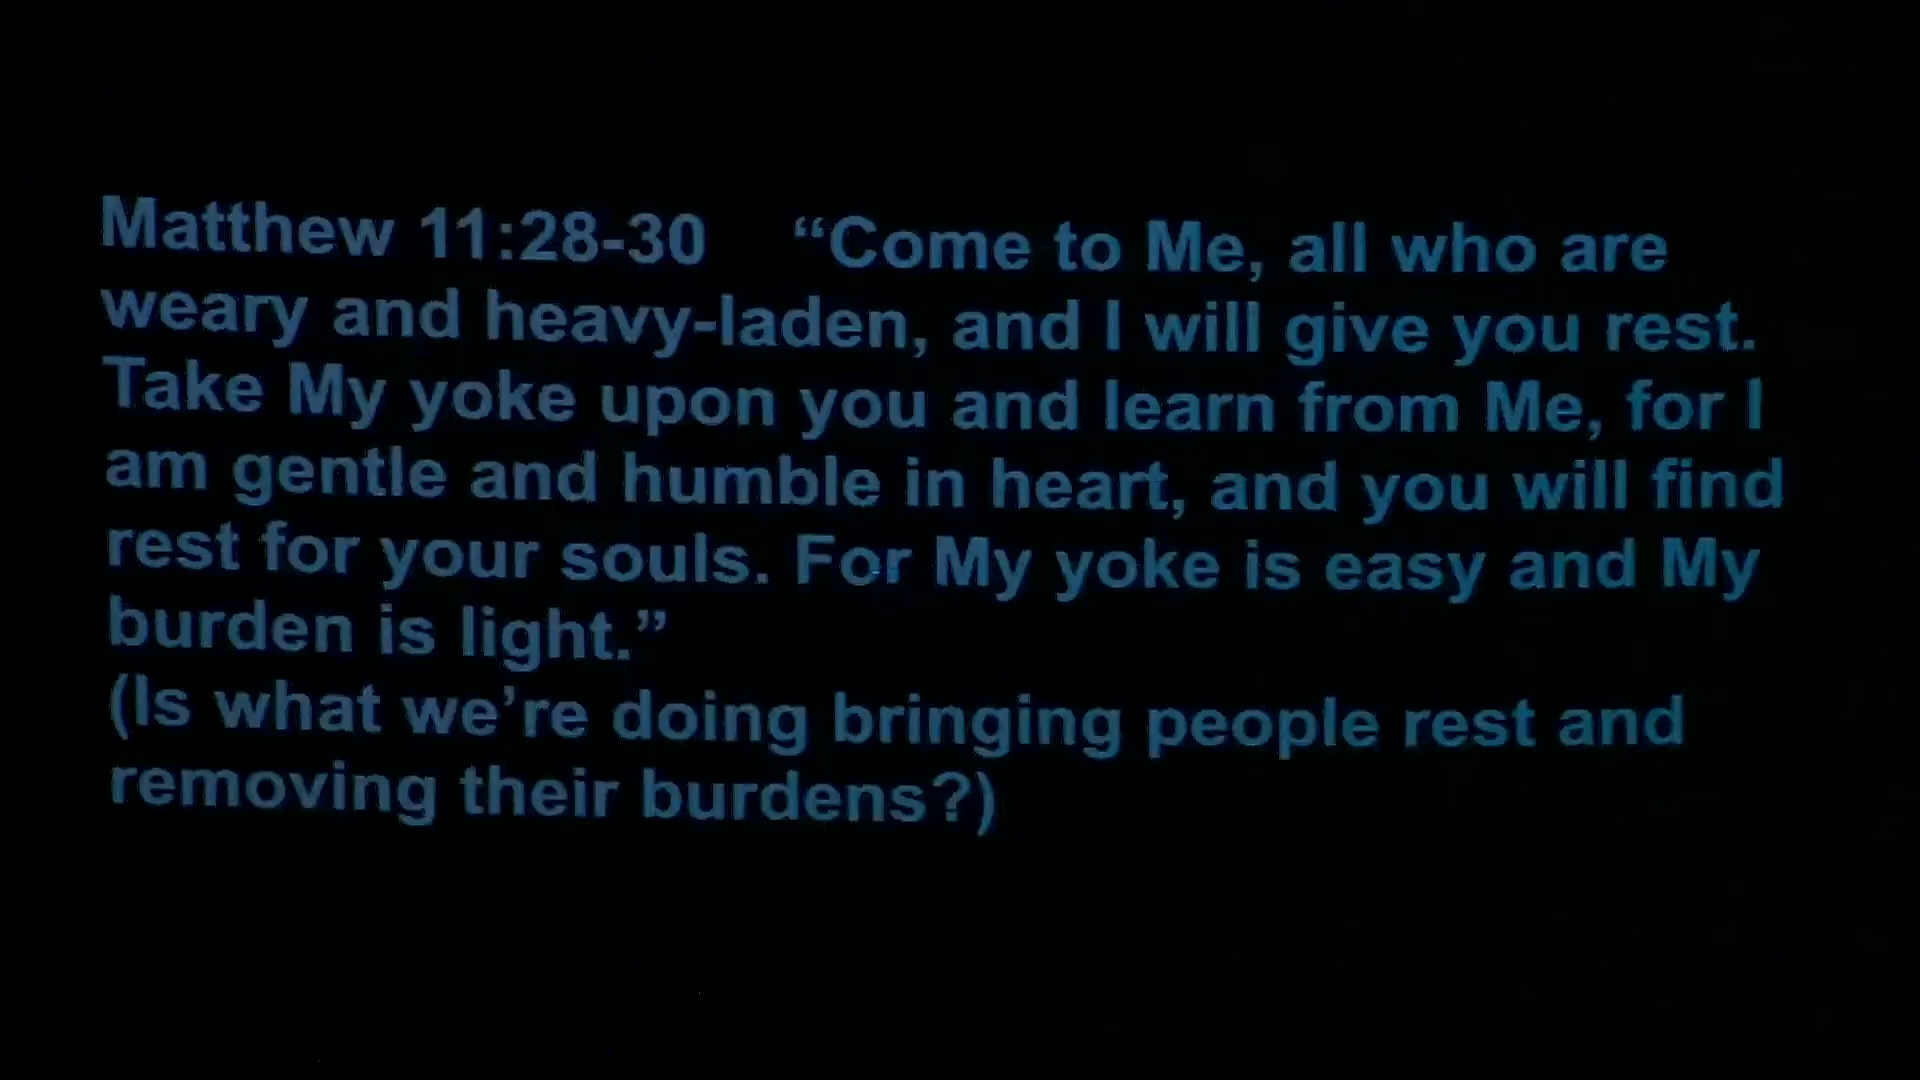 Matthew 11:28-30 “Come to Me, all who are
weary and heavy-laden, and I will give you rest.
Take My yoke upon you and learn from Me, for I
am gentle and humble in heart, and you will find
rest for your souls. For My yoke is easy and My
burden is light.”
(Is what we’re doing bringing people rest and
removing their burdens?)